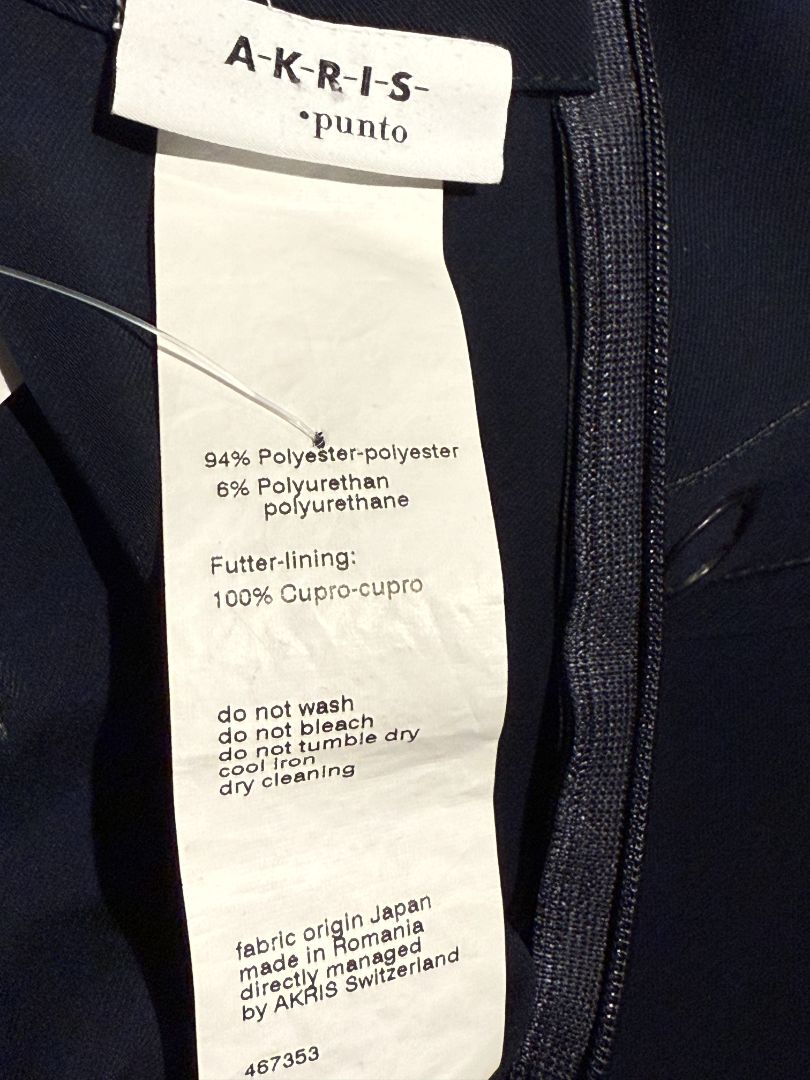 A-K-R-I-S-
•punto
94% Polyester-polyester
6% Polyurethan
polyurethane
Futter-lining:
100% Cupro-cupro
do not wash
do not bleach
do not tumble dry
cool iron
dry cleaning
fabric origin Japan
made in Romania
directly managed
by AKRIS Switzerland
467353